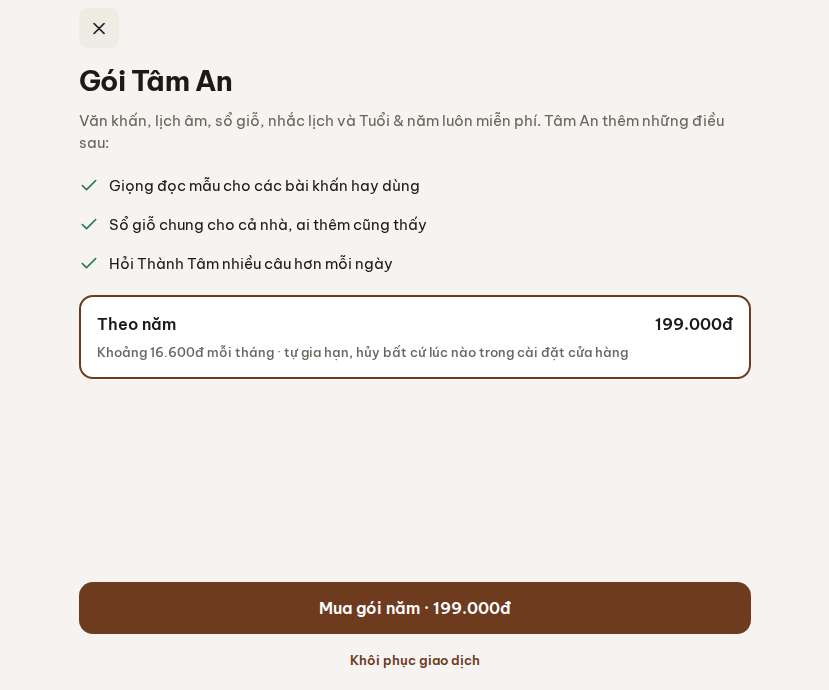 Gói Tâm An
Văn khấn, lịch âm, sổ giỗ, nhắc lịch và Tuổi & năm luôn miễn phí. Tâm An thêm những điều
sau:
Giọng đọc mẫu cho các bài khấn hay dùng
Sổ giỗ chung cho cả nhà, ai thêm cũng thấy
Hỏi Thành Tâm nhiều câu hơn mỗi ngày
Theo năm 199.000đ
Khoảng 16.600đ mỗi tháng · tự gia hạn, hủy bất cứ lúc nào trong cài đặt cửa hàng
Mua gói năm · 199.000đ
Khôi phục giao dịch